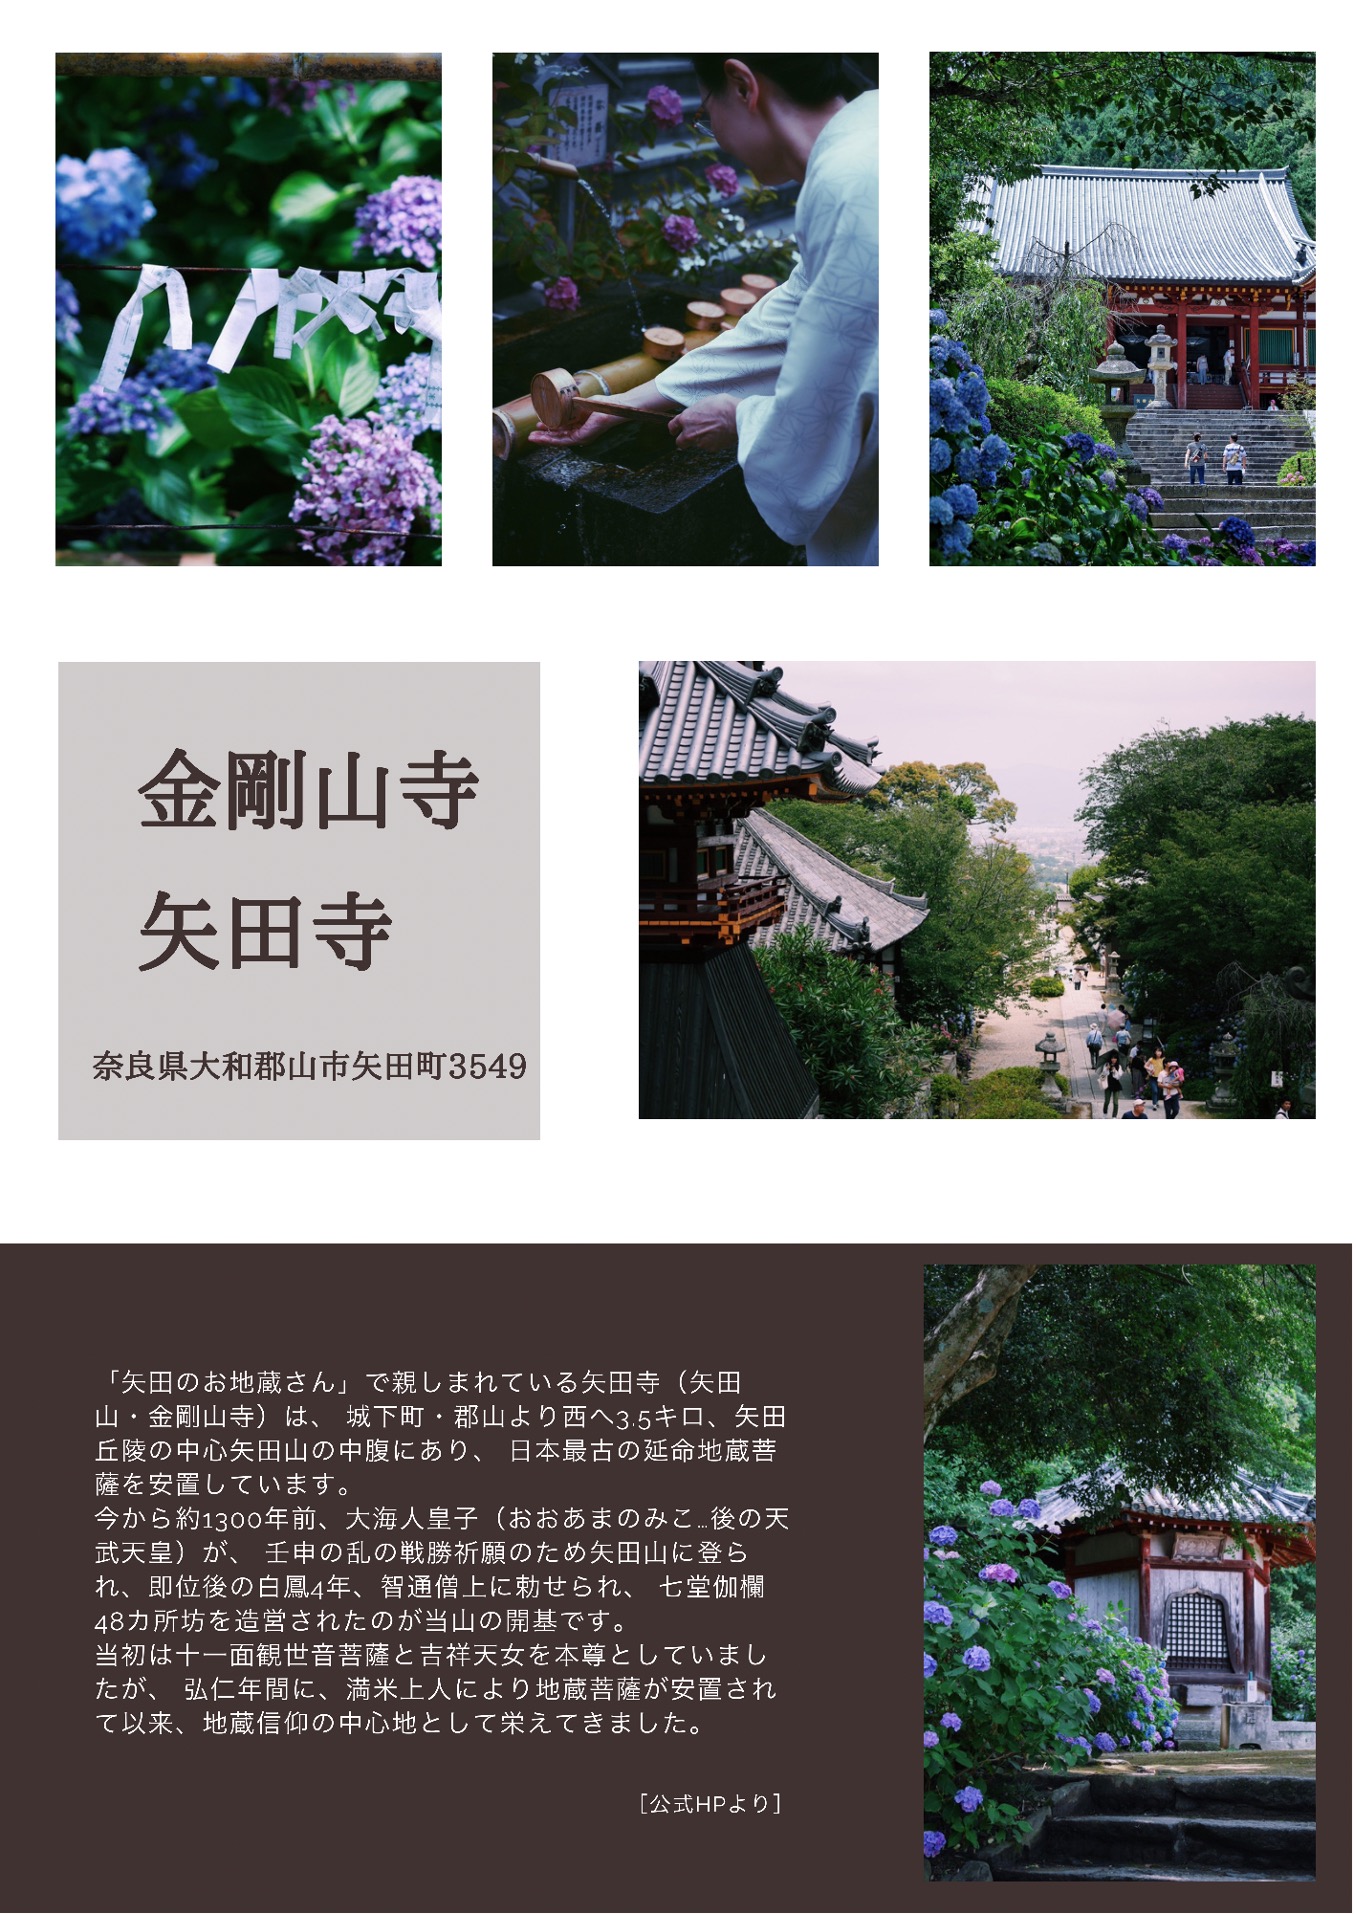 金剛山寺
矢田寺
奈良県大和郡山市矢田町3549
「矢田のお地蔵さん」で親しまれている矢田寺（矢田
山・金剛山寺）は、 城下町・郡山より西へ3.5キロ、矢田
丘陵の中心矢田山の中腹にあり、 日本最古の延命地蔵菩
薩を安置しています。
今から約1300年前、大海人皇子（おおあまのみこ…後の天
武天皇）が、 壬申の乱の戦勝祈願のため矢田山に登ら
れ、即位後の白鳳4年、智通僧上に勅せられ、 七堂伽欄
48カ所坊を造営されたのが当山の開基です。
当初は十一面観世音菩薩と吉祥天女を本尊としていまし
たが、 弘仁年間に、満米上人により地蔵菩薩が安置され
て以来、地蔵信仰の中心地として栄えてきました。
［公式HPより］